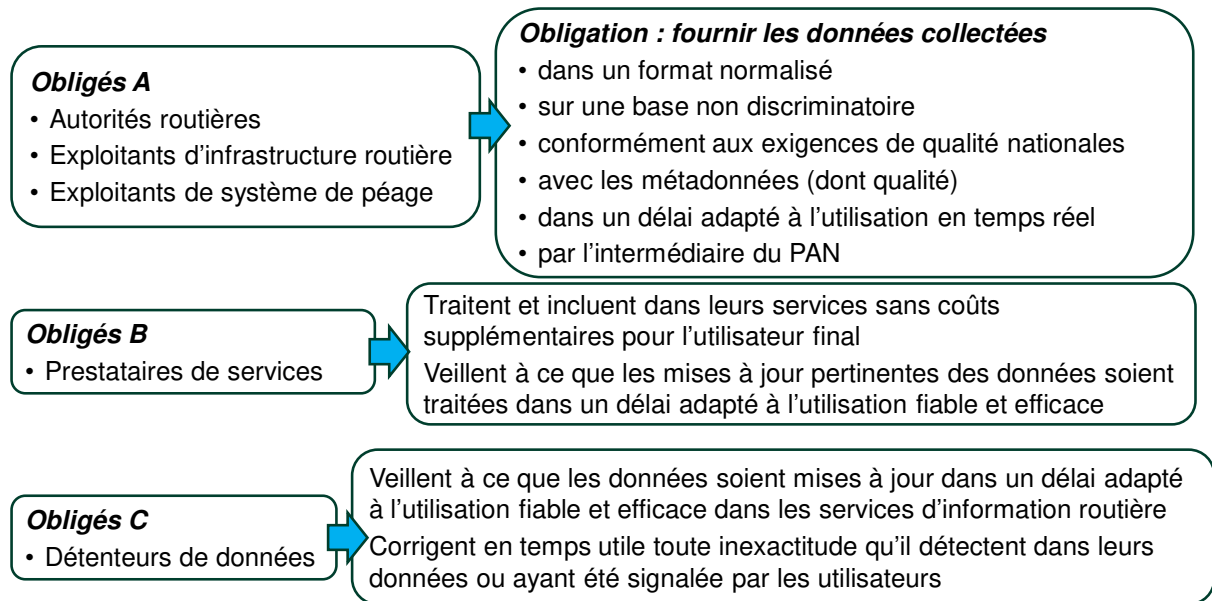 Obligés A
• Autorités routières
• Exploitants d'infrastructure routière
• Exploitants de système de péage
Obligation : fournir les données collectées
• dans un format normalisé
• sur une base non discriminatoire
• conformément aux exigences de qualité nationales
• avec les métadonnées (dont qualité)
• dans un délai adapté à l'utilisation en temps réel
• par l'intermédiaire du PAN
Obligés B
• Prestataires de services
Traitent et incluent dans leurs services sans coûts
supplémentaires pour l'utilisateur final
Veillent à ce que les mises à jour pertinentes des données soient
traitées dans un délai adapté à l'utilisation fiable et efficace
Obligés C
• Détenteurs de données
Veillent à ce que les données soient mises à jour dans un délai adapté
à l'utilisation fiable et efficace dans les services d'information routière
Corrigent en temps utile toute inexactitude qu'il détectent dans leurs
données ou ayant été signalée par les utilisateurs